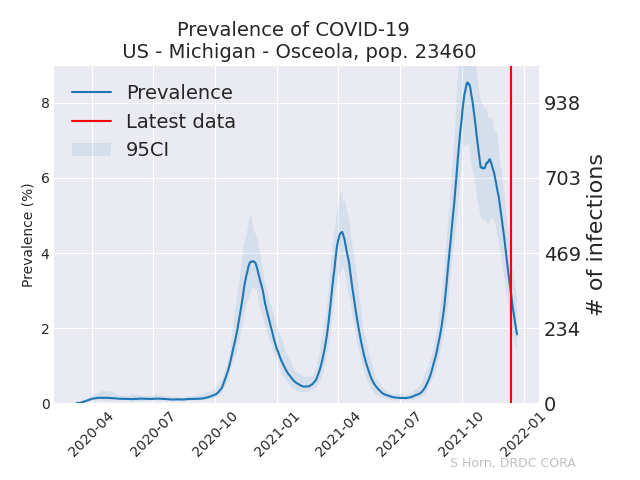 Prevalence of COVID-19
US - Michigan - Osceola, pop. 23460
Prevalence
Latest data
95CI
Prevalence (%)
8
6
4
2
0
938
703
469
234
0
# of infections
2020-04
2020-07
2020-10
2021-01
2021-04
2021-07
2021-10
2022-01
S Horn, DRDC CORA